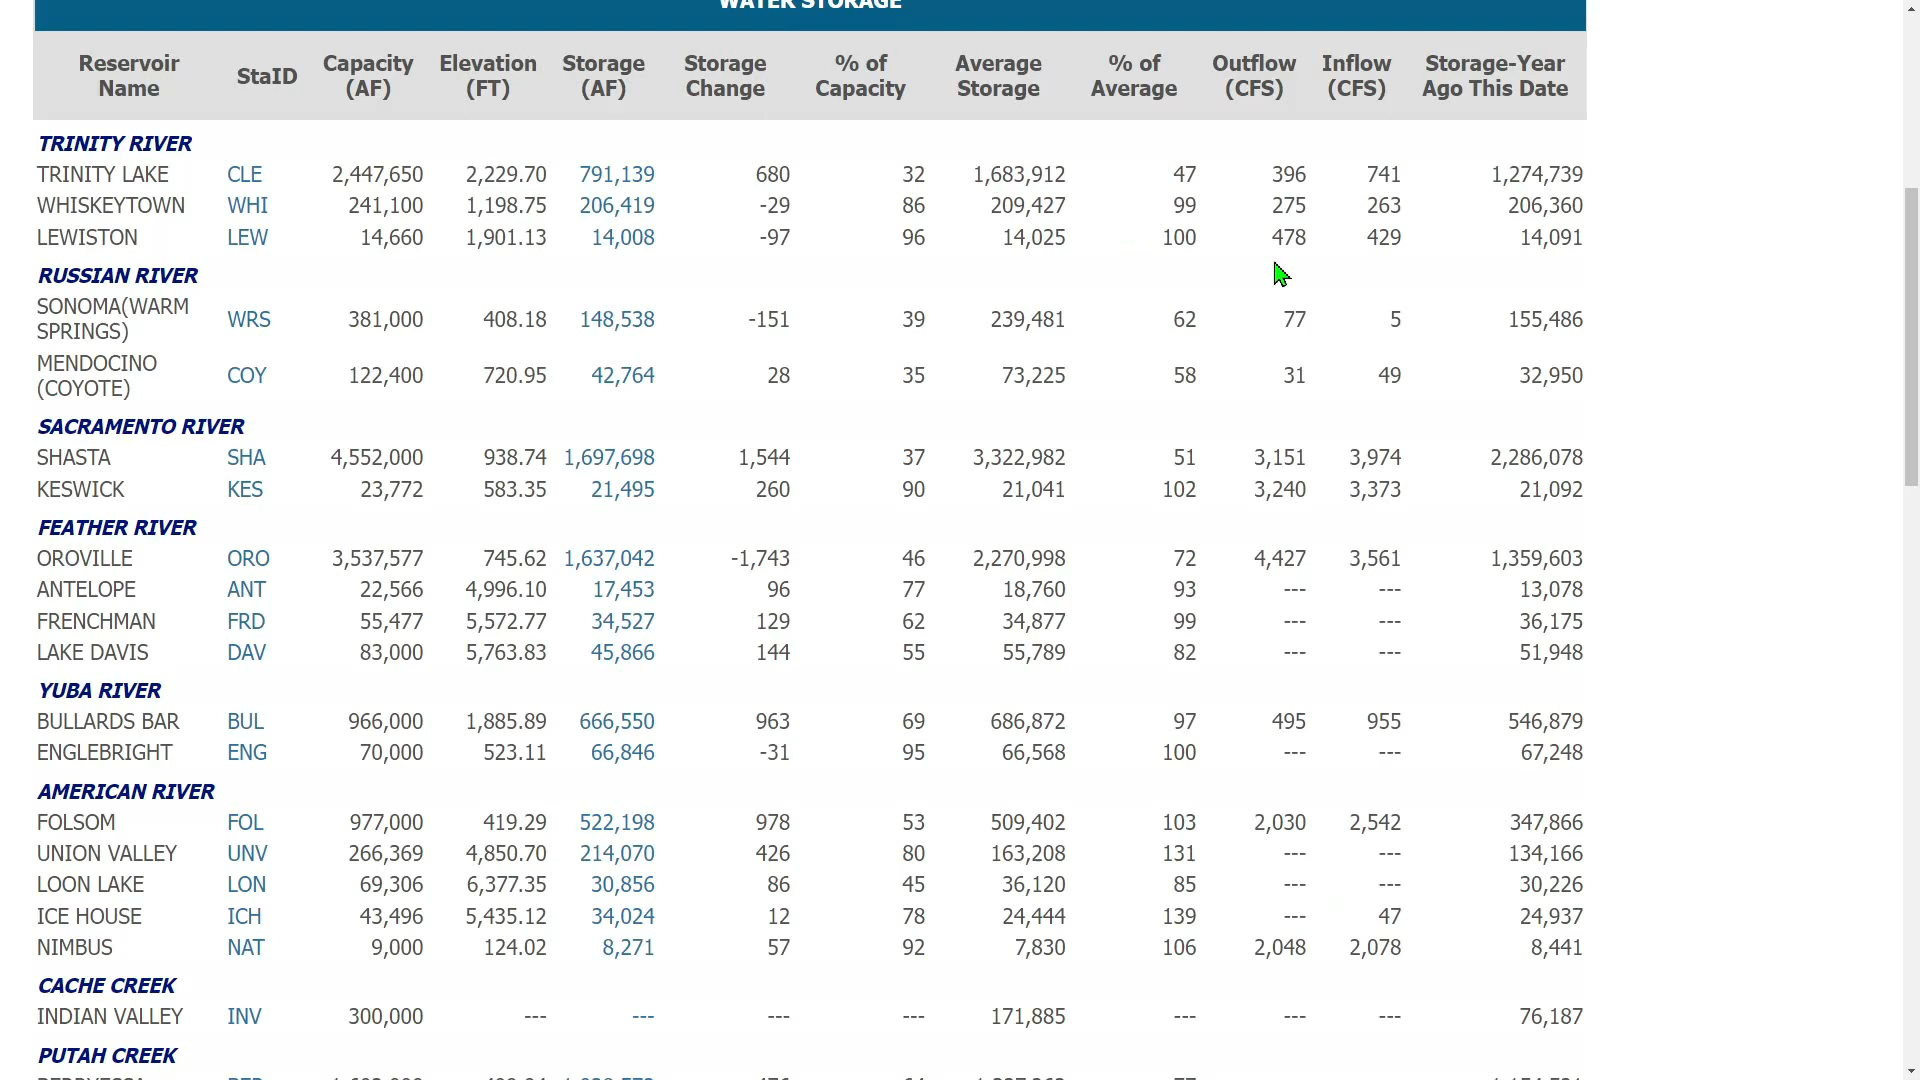 WATER STORAGE
Reservoir Name StaID Capacity (AF) Elevation (FT) Storage (AF) Storage Change % of Capacity Average Storage % of Average Outflow (CFS) Inflow (CFS) Storage-Year Ago This Date
TRINITY RIVER
TRINITY LAKE CLE 2,447,650 2,229.70 791,139 680 32 1,683,912 47 396 741 1,274,739
WHISKEYTOWN WHI 241,100 1,198.75 206,419 -29 86 209,427 99 275 263 206,360
LEWISTON LEW 14,660 1,901.13 14,008 -97 96 14,025 100 478 429 14,091
RUSSIAN RIVER
SONOMA(WARM SPRINGS) WRS 381,000 408.18 148,538 -151 39 239,481 62 77 5 155,486
MENDOCINO (COYOTE) COY 122,400 720.95 42,764 28 35 73,225 58 31 49 32,950
SACRAMENTO RIVER
SHASTA SHA 4,552,000 938.74 1,697,698 1,544 37 3,322,982 51 3,151 3,974 2,286,078
KESWICK KES 23,772 583.35 21,495 260 90 21,041 102 3,240 3,373 21,092
FEATHER RIVER
OROVILLE ORO 3,537,577 745.62 1,637,042 -1,743 46 2,270,998 72 4,427 3,561 1,359,603
ANTELOPE ANT 22,566 4,996.10 17,453 96 77 18,760 93 --- --- 13,078
FRENCHMAN FRD 55,477 5,572.77 34,527 129 62 34,877 99 --- --- 36,175
LAKE DAVIS DAV 83,000 5,763.83 45,866 144 55 55,789 82 --- --- 51,948
YUBA RIVER
BULLARDS BAR BUL 966,000 1,885.89 666,550 963 69 686,872 97 495 955 546,879
ENGLEBRIGHT ENG 70,000 523.11 66,846 -31 95 66,568 100 --- --- 67,248
AMERICAN RIVER
FOLSOM FOL 977,000 419.29 522,198 978 53 509,402 103 2,030 2,542 347,866
UNION VALLEY UNV 266,369 4,850.70 214,070 426 80 163,208 131 --- --- 134,166
LOON LAKE LON 69,306 6,377.35 30,856 86 45 36,120 85 --- --- 30,226
ICE HOUSE ICH 43,496 5,435.12 34,024 12 78 24,444 139 --- 47 24,937
NIMBUS NAT 9,000 124.02 8,271 57 92 7,830 106 2,048 2,078 8,441
CACHE CREEK
INDIAN VALLEY INV 300,000 --- --- --- --- 171,885 --- --- --- 76,187
PUTAH CREEK